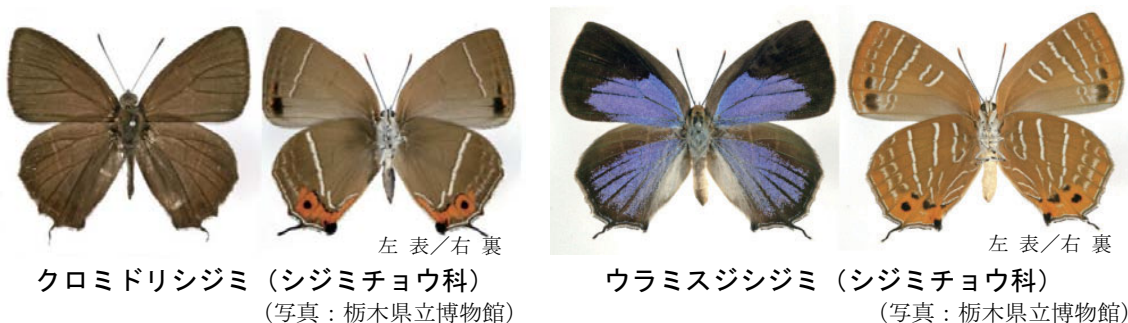 左 表／右 裏
クロミドリシジミ（シジミチョウ科）
（写真：栃木県立博物館）
左 表／右 裏
ウラミスジシジミ（シジミチョウ科）
（写真：栃木県立博物館）